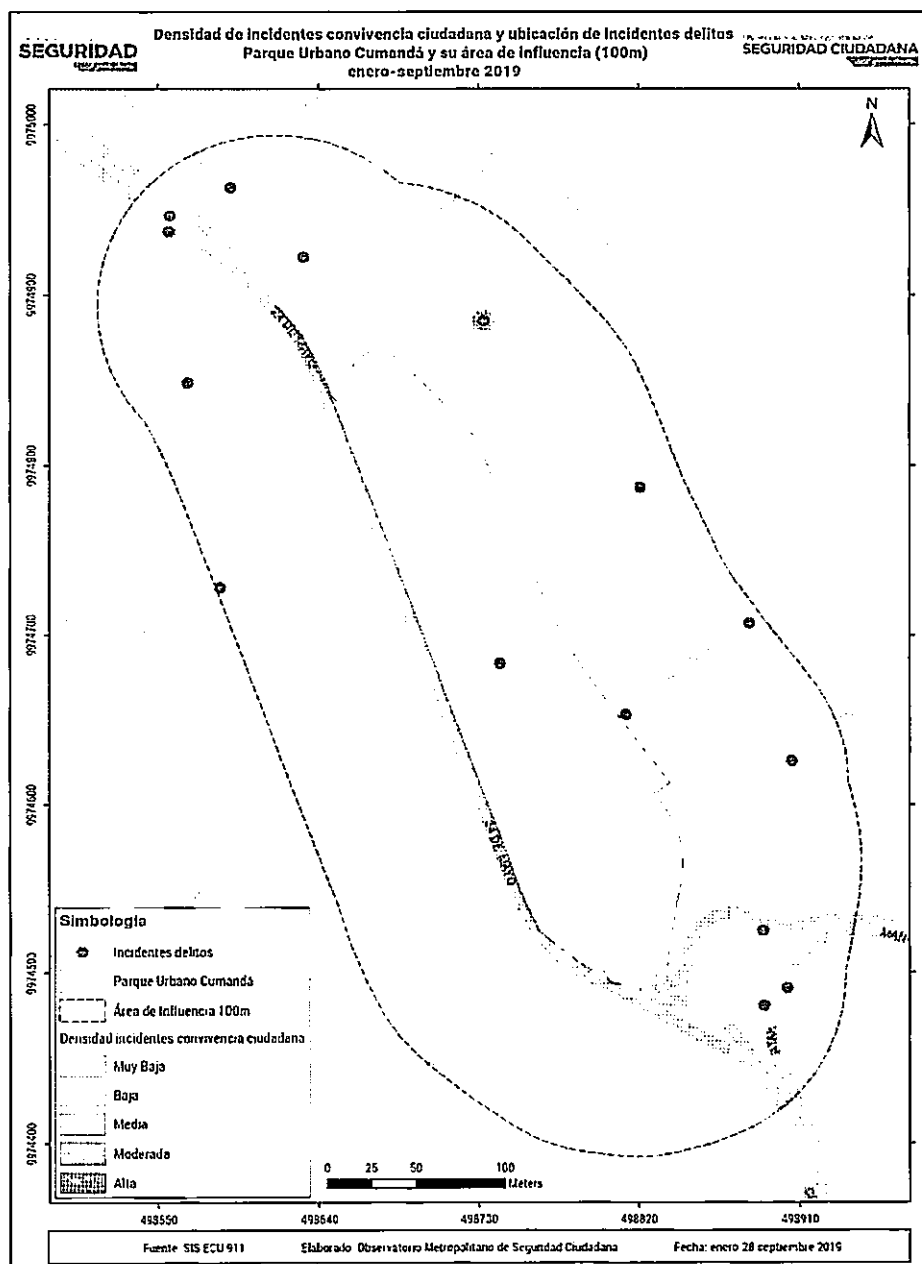 SEGURIDAD
Densidad de incidentes convivencia ciudadana y ubicación de incidentes delitos
Parque Urbano Cumandá y su área de influencia (100m)
enero-septiembre 2019
SEGURIDAD CIUDADANA
N
9975000
9974900
9974800
9974700
9974600
9974500
9974400
Simbología
Incidentes delitos
Parque Urbano Cumandá
Área de Influencia 100m
Densidad incidentes convivencia ciudadana
Muy Baja
Baja
Media
Moderada
Alta
0 25 50 100
Meters
498550 498640 498730 498820 498910
Fuente SIS ECU 911 Elaborado Observatorio Metropolitano de Seguridad Ciudadana Fecha: enero 28 septiembre 2019